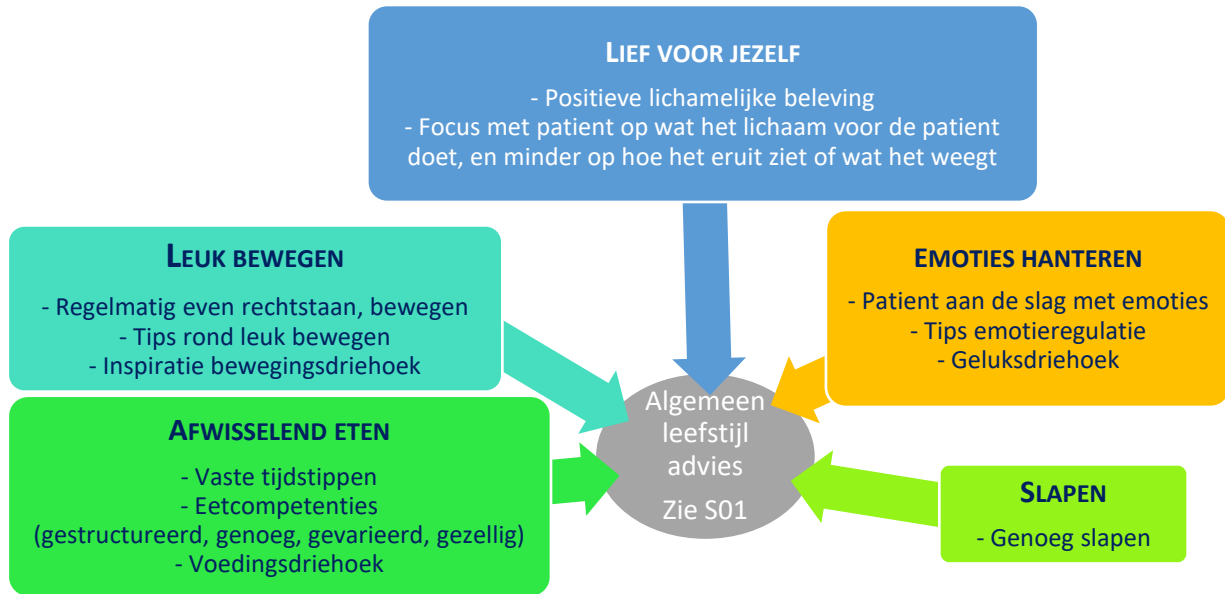 LIEF VOOR JEZELF
- Positieve lichamelijke beleving
- Focus met patient op wat het lichaam voor de patient
doet, en minder op hoe het eruit ziet of wat het weegt
LEUK BEWEGEN
- Regelmatig even rechtstaan, bewegen
- Tips rond leuk bewegen
- Inspiratie bewegingsdriehoek
EMOTIES HANTEREN
- Patient aan de slag met emoties
- Tips emotieregulatie
- Geluksdriehoek
AFWISSELEND ETEN
- Vaste tijdstippen
- Eetcompetenties
(gestructureerd, genoeg, gevarieerd, gezellig)
- Voedingsdriehoek
Algemeen
leefstijl
advies
Zie S01
SLAPEN
- Genoeg slapen